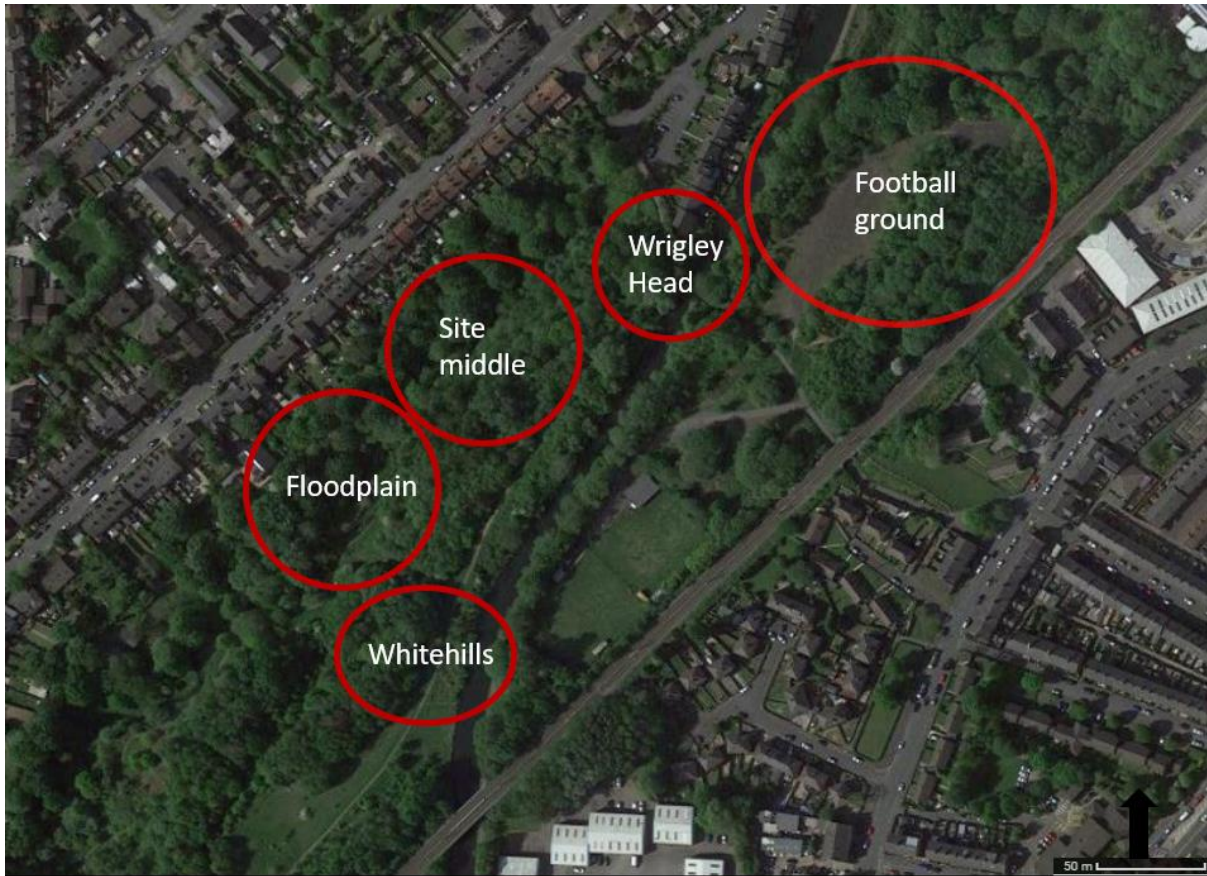 Football
ground
Wrigley
Head
Site
middle
Floodplain
Whitehills
50 m